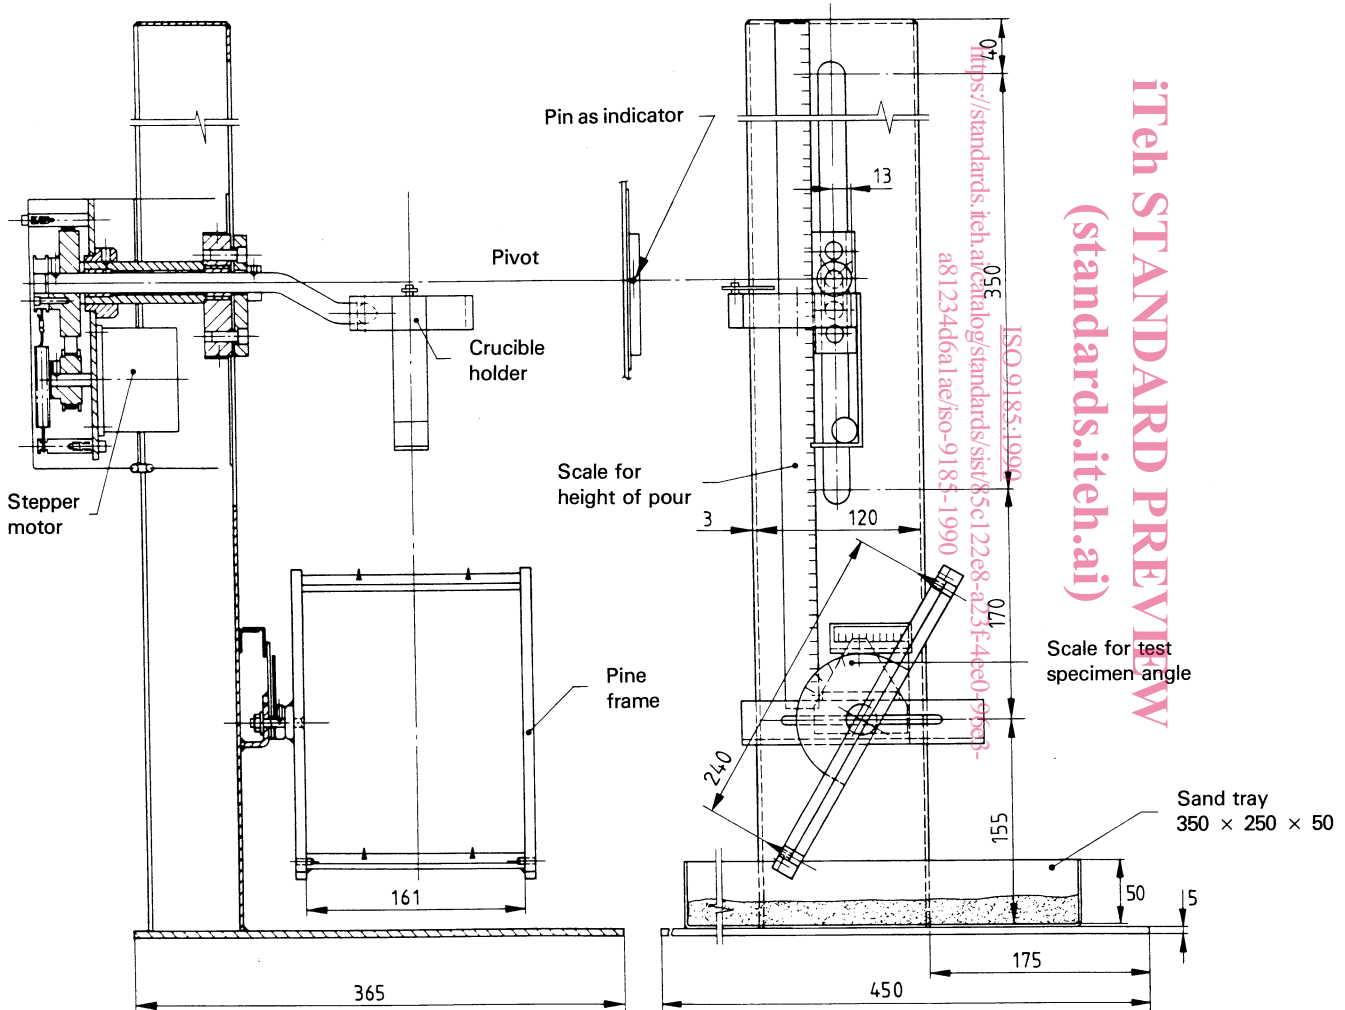 Pin as indicator
Pivot
Crucible
holder
Stepper
motor
Scale for
height of pour
Pine
frame
Scale for test
specimen angle
Sand tray
350 × 250 × 50
40
350
13
3
120
170
240
155
50
5
161
175
365
450
iTeh STANDARD PREVIEW
(standards.iteh.ai)
ISO 9185:1990
https://standards.iteh.ai/catalog/standards/sist/85c122e8-a23f-4ee0-96e3-
a81234d6a1ae/iso-9185-1990